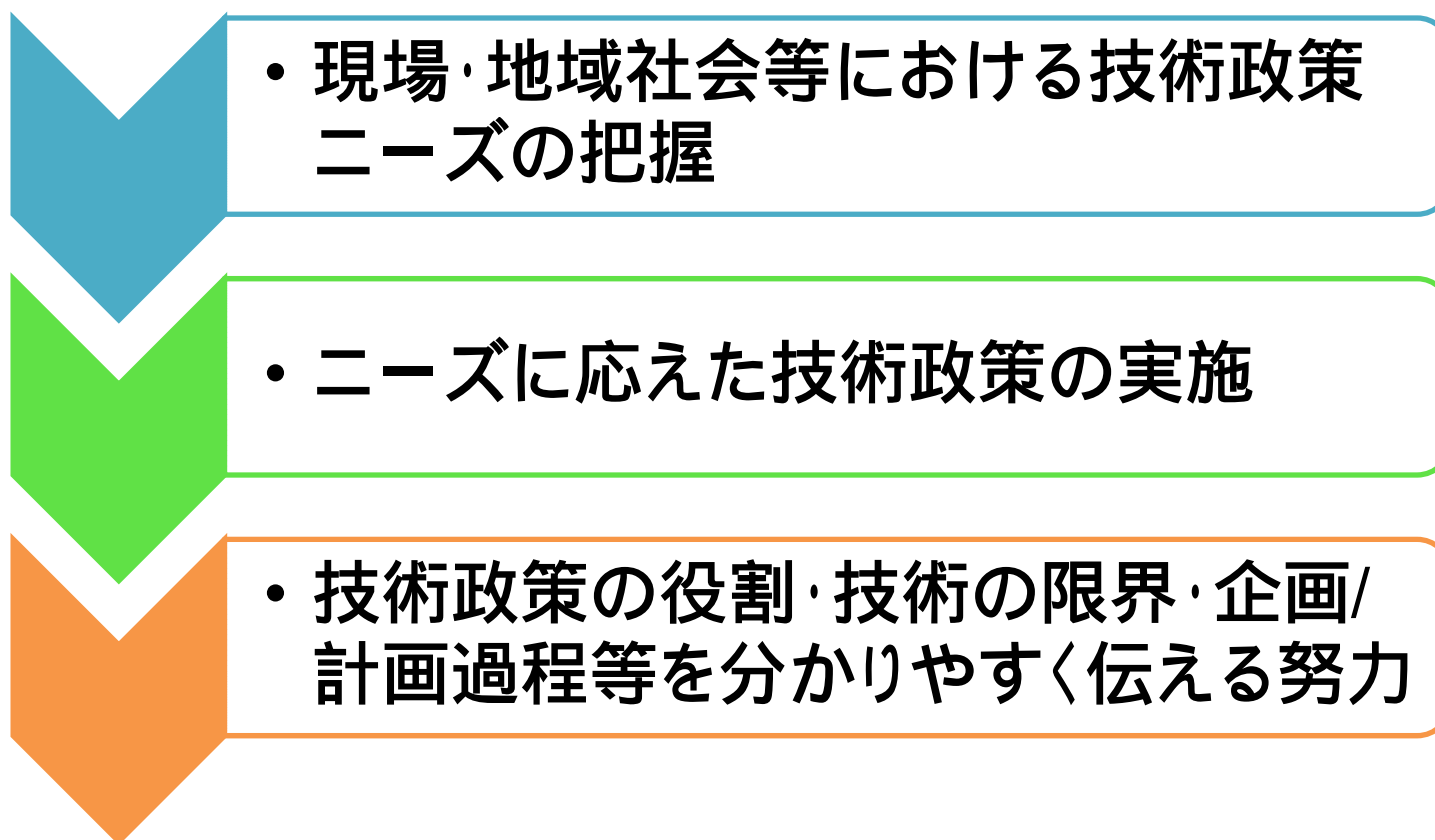 • 現場・地域社会等における技術政策
ニーズの把握
• ニーズに応えた技術政策の実施
• 技術政策の役割・技術の限界・企画/
計画過程等を分かりやすく伝える努力